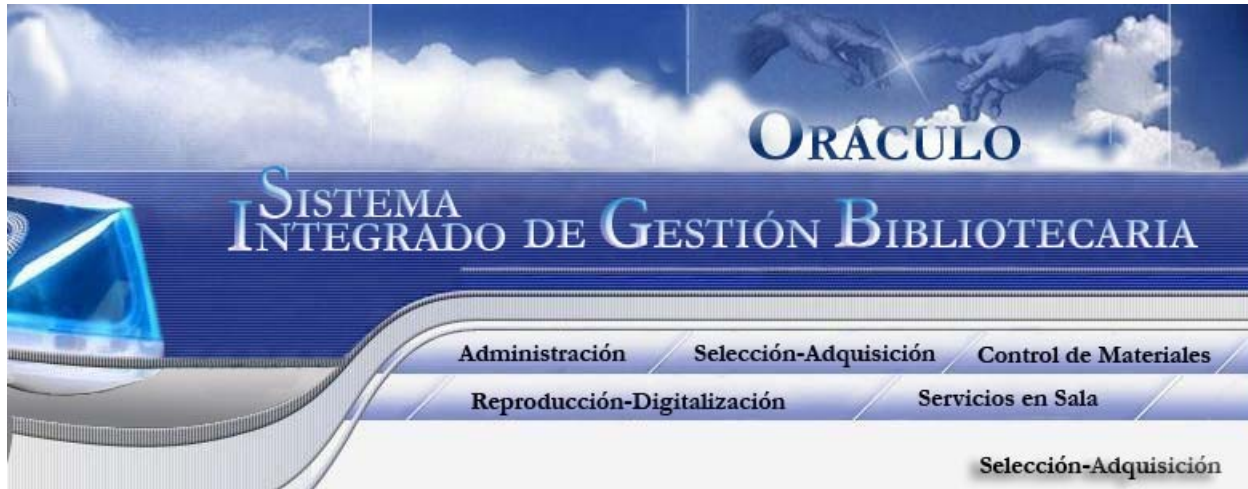 ORÁCULO
SISTEMA
INTEGRADO DE GESTIÓN BIBLIOTECARIA
Administración Selección-Adquisición Control de Materiales
Reproducción-Digitalización Servicios en Sala
Selección-Adquisición